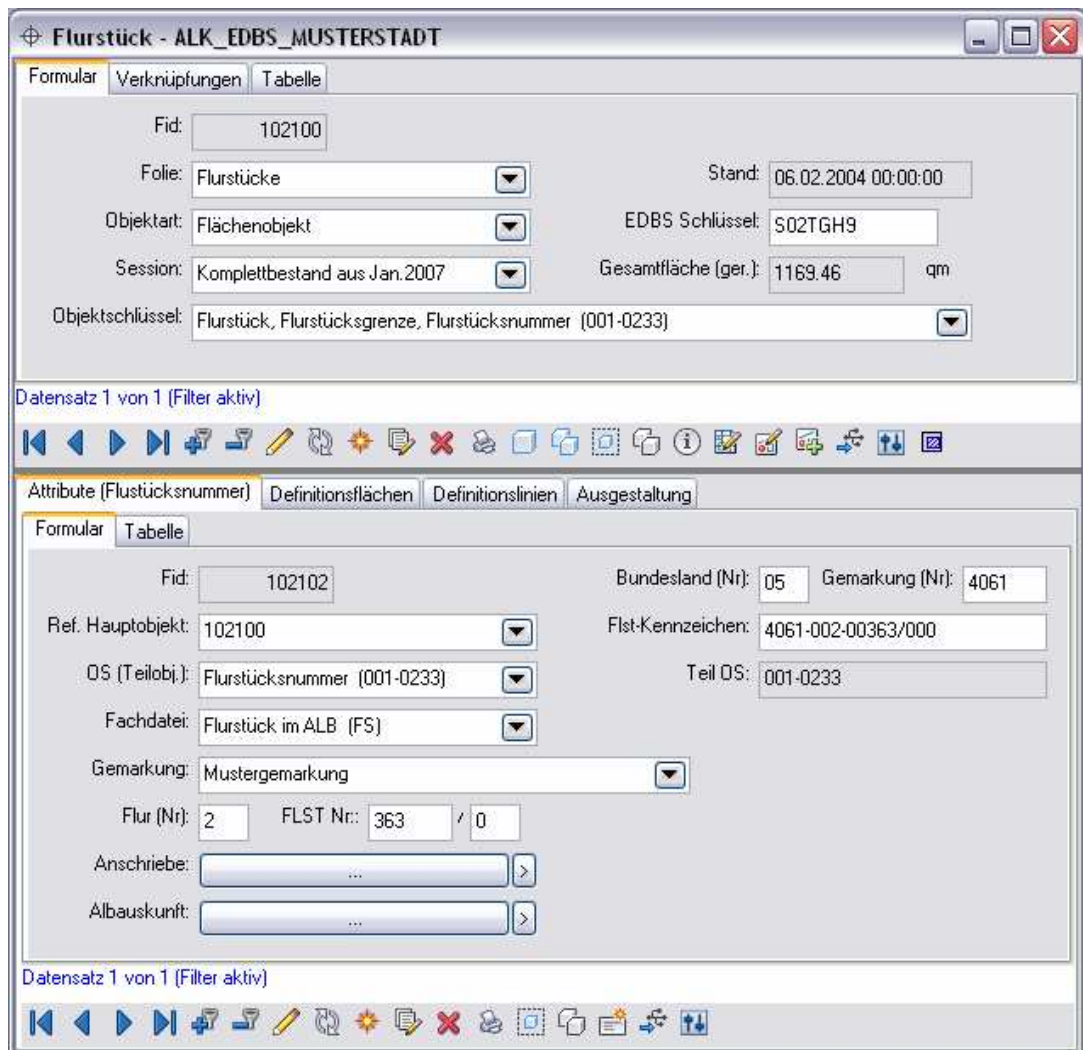 Flurstück - ALK_EDBS_MUSTERSTADT
Formular Verknüpfungen Tabelle
Fid: 102100
Folie: Flurstücke Stand: 06.02.2004 00:00:00
Objektart: Flächenobjekt EDBS Schlüssel: S02TGH9
Session: Komplettbestand aus Jan.2007 Gesamtfläche (ger.): 1169.46 qm
Objektschlüssel: Flurstück, Flurstücksgrenze, Flurstücksnummer (001-0233)
Datensatz 1 von 1 (Filter aktiv)
Attribute (Flustücksnummer) Definitionsflächen Definitionslinien Ausgestaltung
Formular Tabelle
Fid: 102102 Bundesland (Nr): 05 Gemarkung (Nr): 4061
Ref. Hauptobjekt: 102100 Flst-Kennzeichen: 4061-002-00363/000
OS (Teilobj.): Flurstücksnummer (001-0233) Teil OS: 001-0233
Fachdatei: Flurstück im ALB (FS)
Gemarkung: Mustergemarkung
Flur (Nr): 2 FLST Nr:: 363 / 0
Anschriebe: ... >
Albauskunft: ... >
Datensatz 1 von 1 (Filter aktiv)